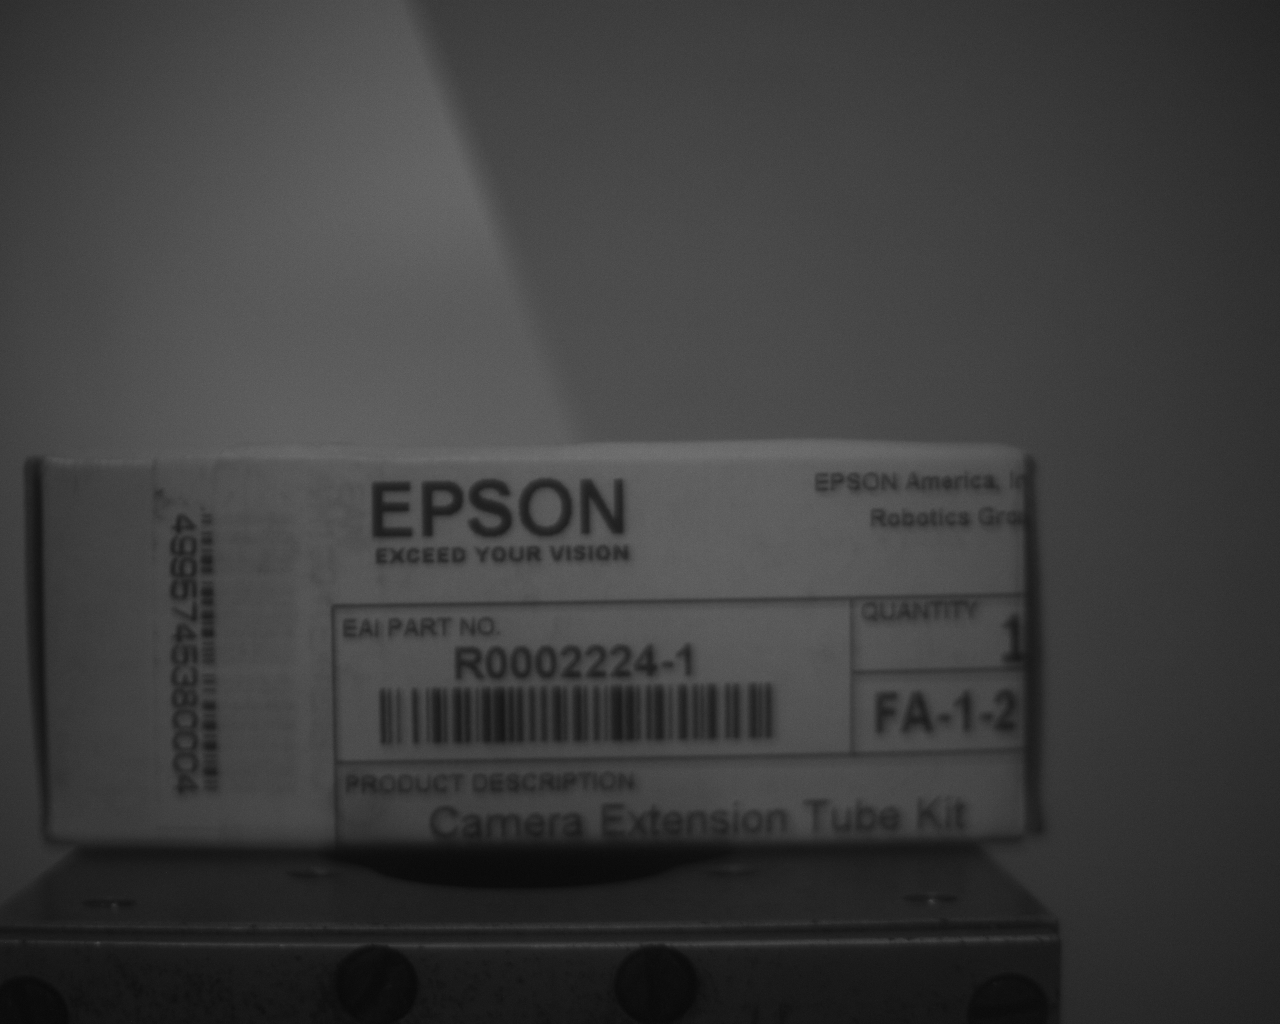 EPSON
EXCEED YOUR VISION
EPSON America, In
Robotics Gro
4995745380004
EAI PART NO.
R0002224-1
QUANTITY
1
FA-1-2
PRODUCT DESCRIPTION
Camera Extension Tube Kit